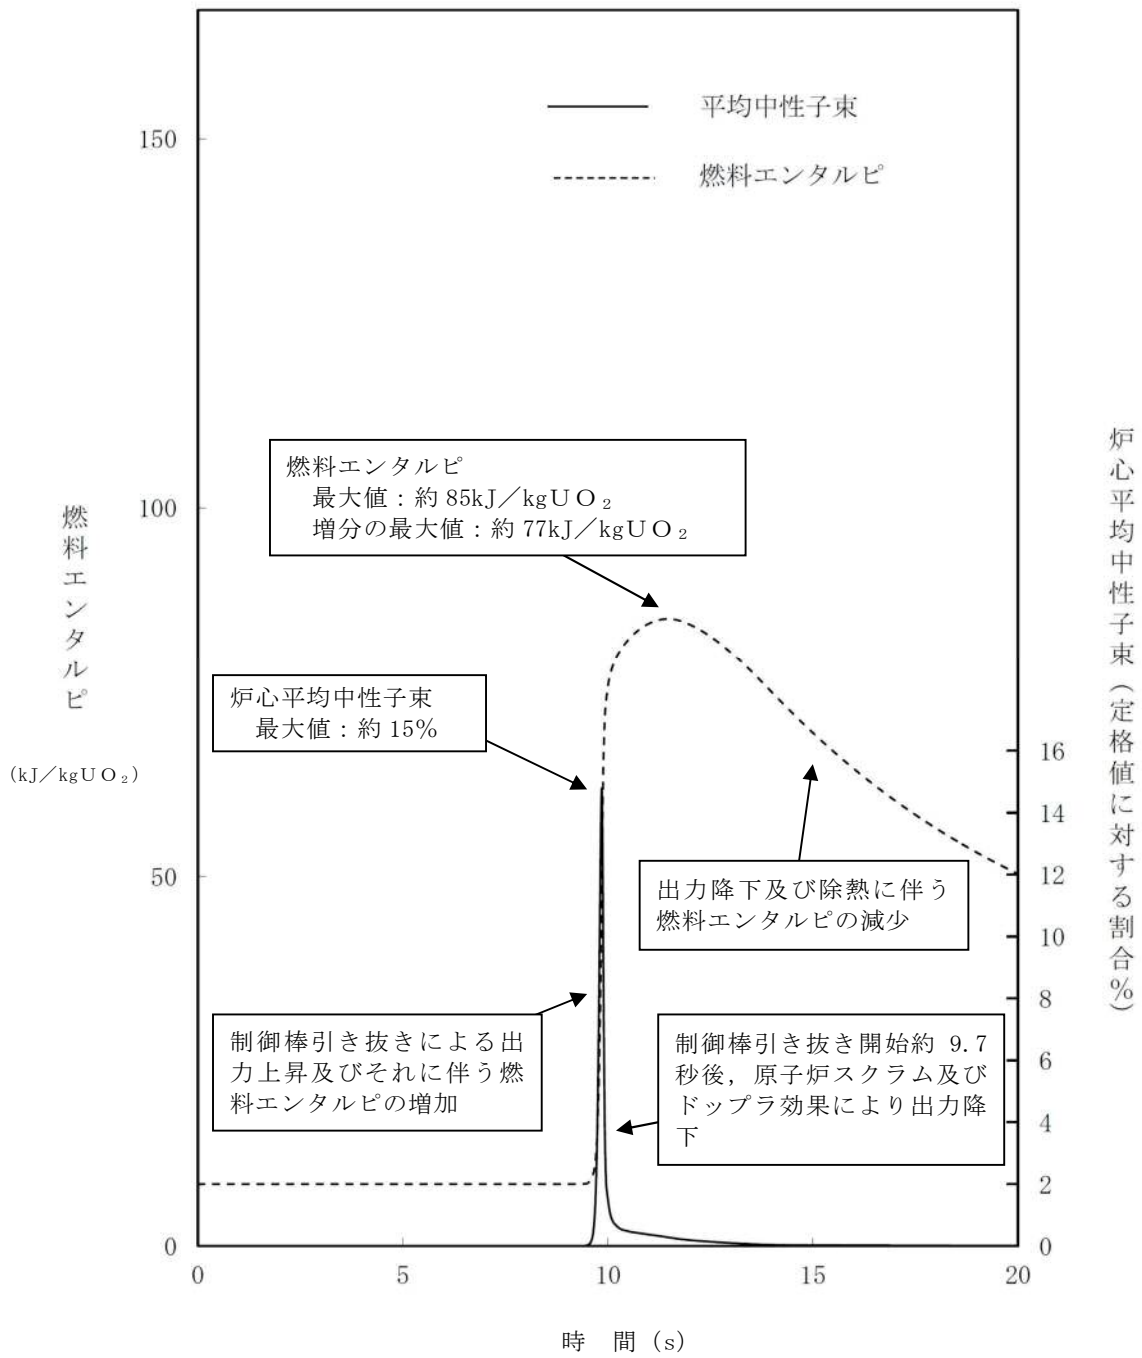 平均中性子束
燃料エンタルピ
150
100
50
0
燃料エンタルピ
(kJ／kgUO₂)
燃料エンタルピ
最大値：約 85kJ／kgUO₂
増分の最大値：約 77kJ／kgUO₂
炉心平均中性子束
最大値：約 15%
出力降下及び除熱に伴う
燃料エンタルピの減少
制御棒引き抜きによる出
力上昇及びそれに伴う燃
料エンタルピの増加
制御棒引き抜き開始約 9.7
秒後，原子炉スクラム及び
ドップラ効果により出力降
下
16
14
12
10
8
6
4
2
0
炉心平均中性子束(定格値に対する割合%)
0 5 10 15 20
時 間 (s)